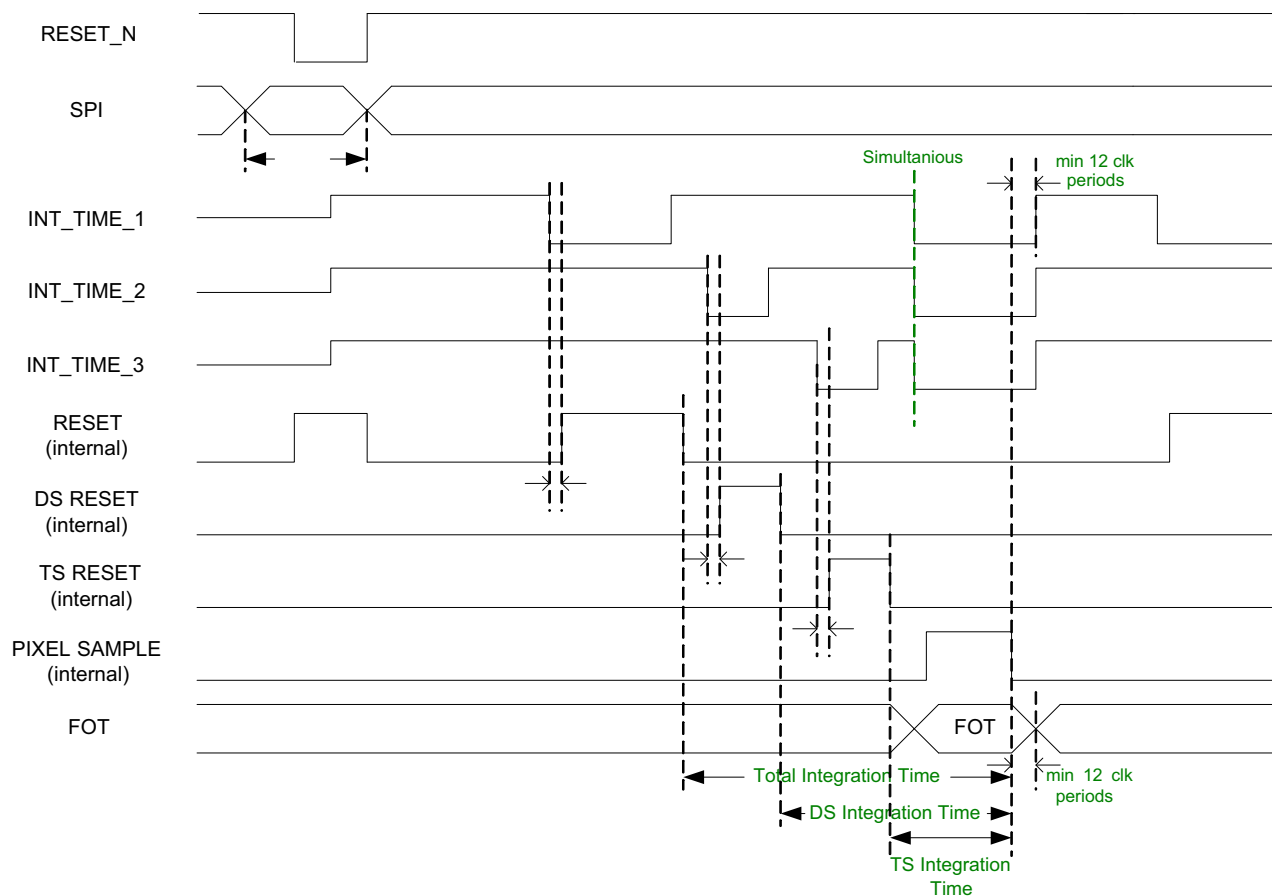 RESET_N
SPI
Simultanious
min 12 clk
periods
INT_TIME_1
INT_TIME_2
INT_TIME_3
RESET
(internal)
DS RESET
(internal)
TS RESET
(internal)
PIXEL SAMPLE
(internal)
FOT
FOT
Total Integration Time
min 12 clk
periods
DS Integration Time
TS Integration
Time